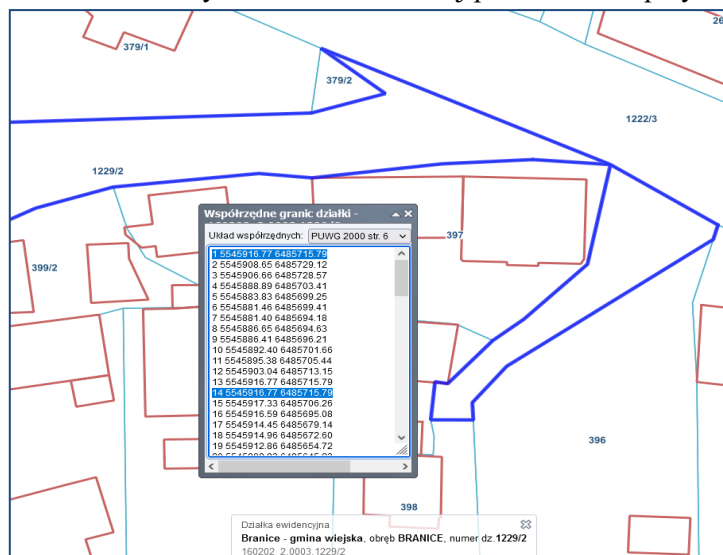 379/1
26
379/2
1222/3
1229/2
Współrzędne granic działki -
Układ współrzędnych: PUWG 2000 str. 6
397
399/2
1 5545916.77 6485715.79
2 5545908.65 6485729.12
3 5545906.66 6485728.57
4 5545888.89 6485703.41
5 5545883.83 6485699.25
6 5545881.46 6485699.41
7 5545881.40 6485694.18
8 5545886.65 6485694.63
9 5545886.41 6485696.21
10 5545892.40 6485701.66
11 5545895.38 6485705.44
12 5545903.04 6485713.15
13 5545916.77 6485715.79
14 5545916.77 6485715.79
15 5545917.33 6485706.26
16 5545916.59 6485695.08
17 5545914.45 6485679.14
18 5545914.96 6485672.60
19 5545912.86 6485654.72
396
398
Działka ewidencyjna
Branice - gmina wiejska, obręb BRANICE, numer dz.1229/2
160202_2.0003.1229/2